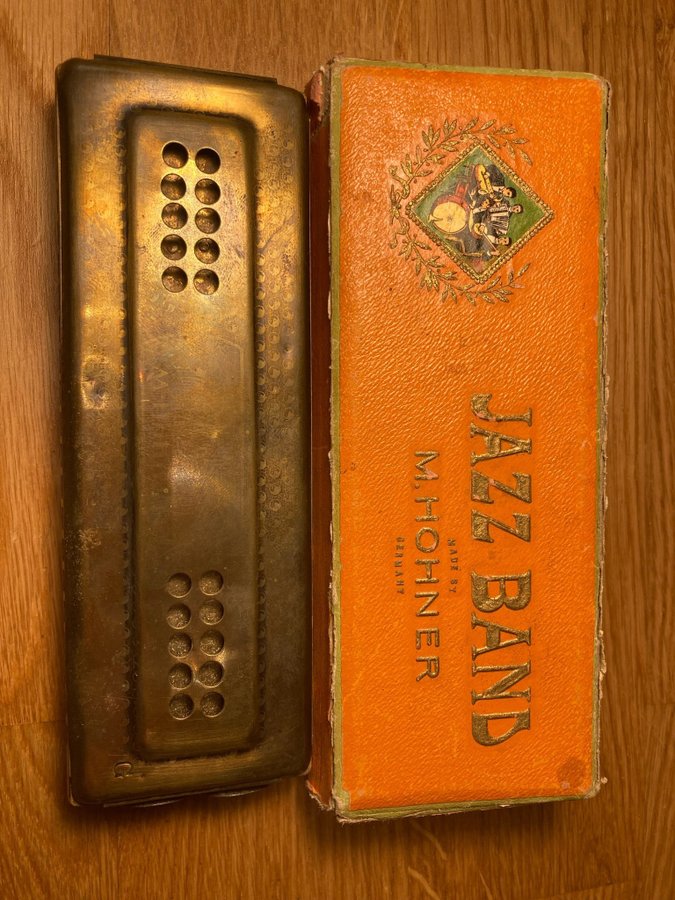 JAZZ BAND
MADE BY
M. HOHNER
GERMANY
G